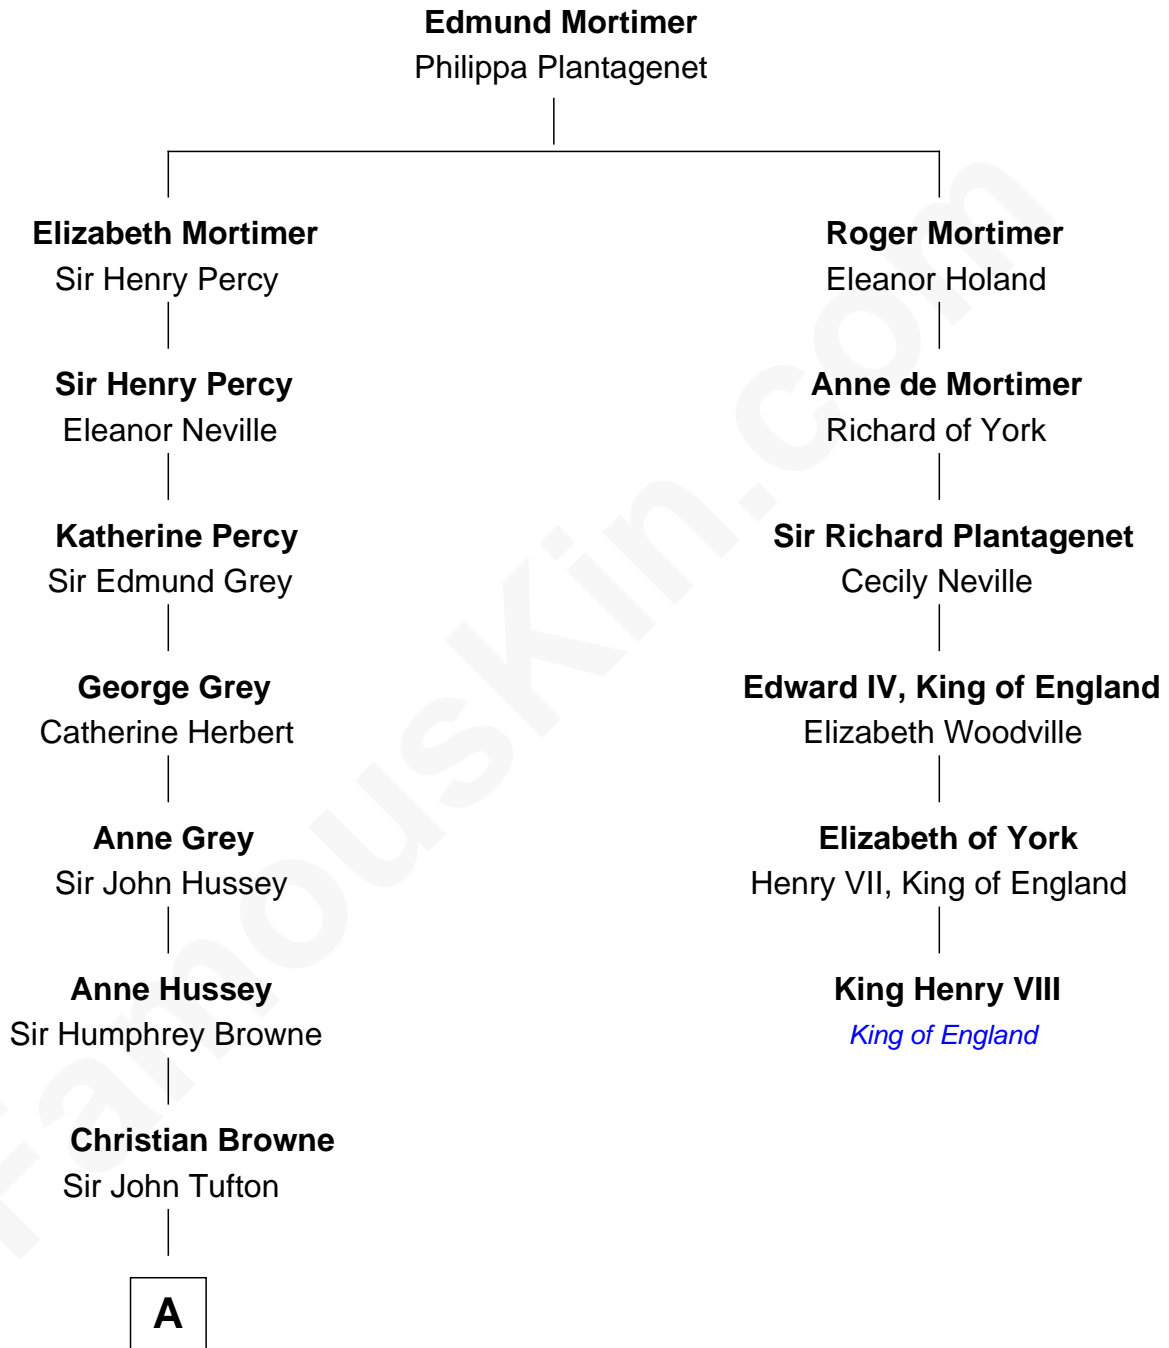 Edmund Mortimer
Philippa Plantagenet
Elizabeth Mortimer
Sir Henry Percy
Roger Mortimer
Eleanor Holand
Sir Henry Percy
Eleanor Neville
Anne de Mortimer
Richard of York
Katherine Percy
Sir Edmund Grey
Sir Richard Plantagenet
Cecily Neville
George Grey
Catherine Herbert
Edward IV, King of England
Elizabeth Woodville
Anne Grey
Sir John Hussey
Elizabeth of York
Henry VII, King of England
Anne Hussey
Sir Humphrey Browne
King Henry VIII
King of England
Christian Browne
Sir John Tufton
A
FamousKin.com